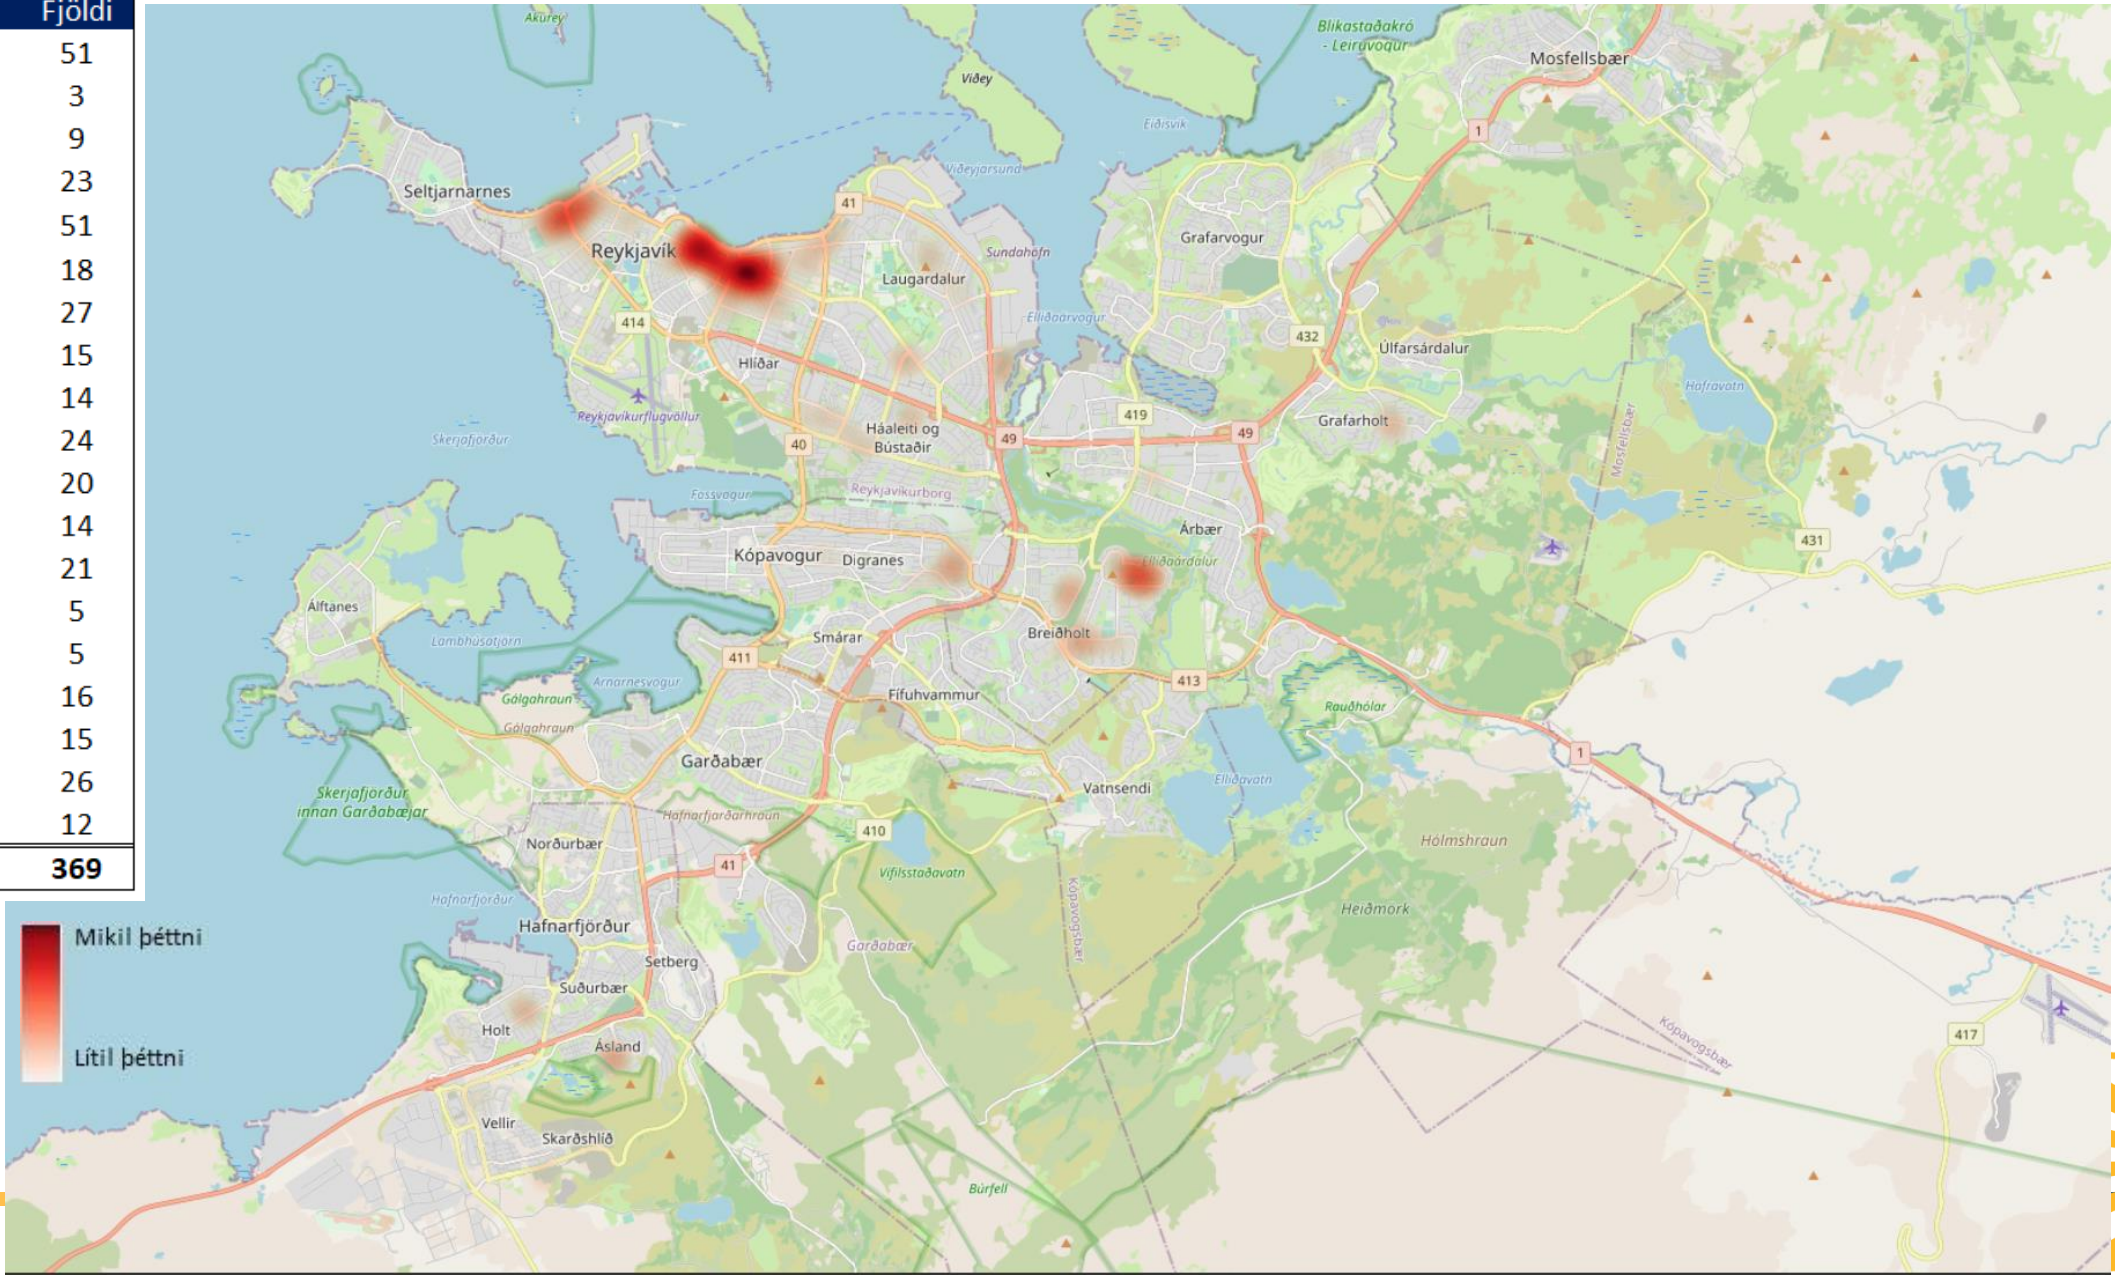 Fjöldi
51
3
9
23
51
18
27
15
14
24
20
14
21
5
5
16
15
26
12
369
Mikil þéttni
Lítil þéttni
Akurey
Viðey
Blikastaðakró
- Leiruvogur
Mosfellsbær
1
Eiðisvík
Viðeyjarsund
Seltjarnarnes
41
Reykjavík
Laugardalur
Sundahöfn
Grafarvogur
Elliðaárvogur
414
432
Hlíðar
Úlfarsárdalur
Hafravatn
Reykjavíkurflugvöllur
419
Grafarholt
Háaleiti og
Bústaðir
Skerjafjörður
40
49
49
Mosfellsbær
Fossvogur
Reykjavíkurborg
Árbær
431
Kópavogur
Digranes
Elliðaárdalur
Álftanes
Lambhúsatjörn
Smárar
Breiðholt
411
413
Arnarnesvogur
Gálgahraun
Gálgahraun
Fífuhvammur
Rauðhólar
Garðabær
1
Skerjafjörður
innan Garðabæjar
Vatnsendi
Elliðavatn
Hafnarfjarðarhraun
410
Norðurbær
Hólmshraun
41
Vífilsstaðavatn
Hafnarfjörður
Kópavogsbær
Heiðmörk
Hafnarfjörður
Garðabær
Setberg
Suðurbær
Holt
Ásland
Kópavogsbær
417
Vellir
Skarðshlíð
Búrfell